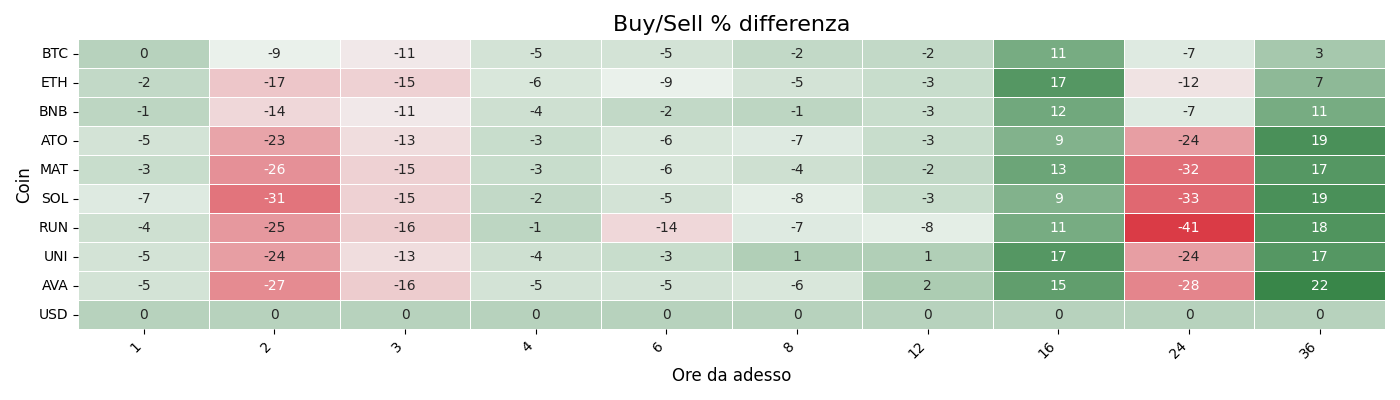 Buy/Sell % differenza
Coin
BTC 0 -9 -11 -5 -5 -2 -2 11 -7 3
ETH -2 -17 -15 -6 -9 -5 -3 17 -12 7
BNB -1 -14 -11 -4 -2 -1 -3 12 -7 11
ATO -5 -23 -13 -3 -6 -7 -3 9 -24 19
MAT -3 -26 -15 -3 -6 -4 -2 13 -32 17
SOL -7 -31 -15 -2 -5 -8 -3 9 -33 19
RUN -4 -25 -16 -1 -14 -7 -8 11 -41 18
UNI -5 -24 -13 -4 -3 1 1 17 -24 17
AVA -5 -27 -16 -5 -5 -6 2 15 -28 22
USD 0 0 0 0 0 0 0 0 0 0
1 2 3 4 6 8 12 16 24 36
Ore da adesso